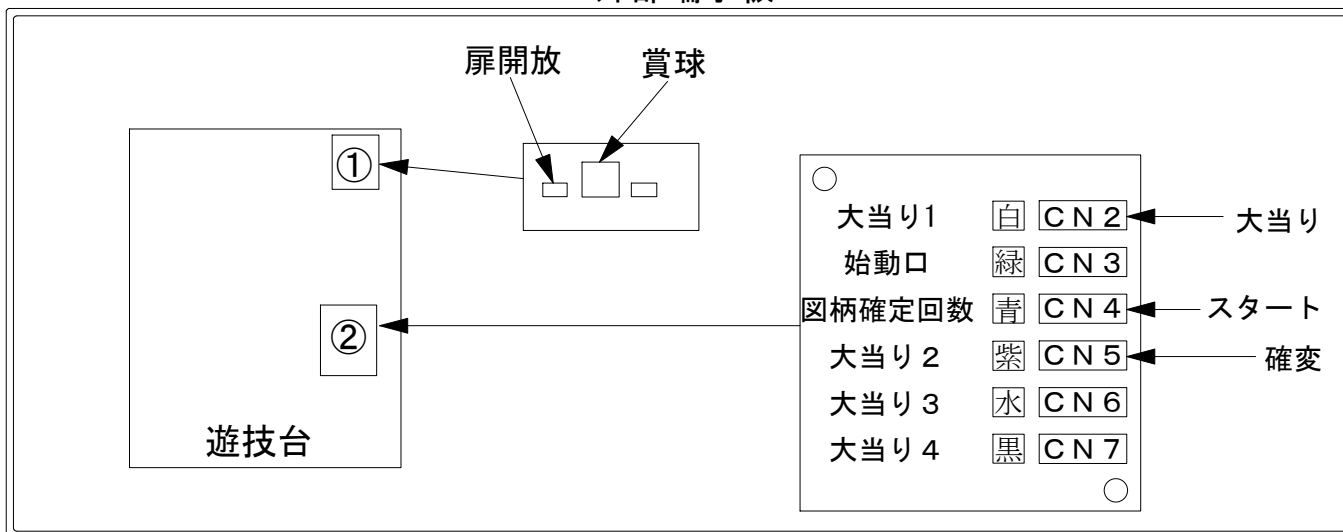 扉開放 賞球
①
大当り1 白 CN2 大当り
始動口 緑 CN3
図柄確定回数 青 CN4 スタート
②
大当り2 紫 CN5 確変
大当り3 水 CN6
遊技台
大当り4 黒 CN7